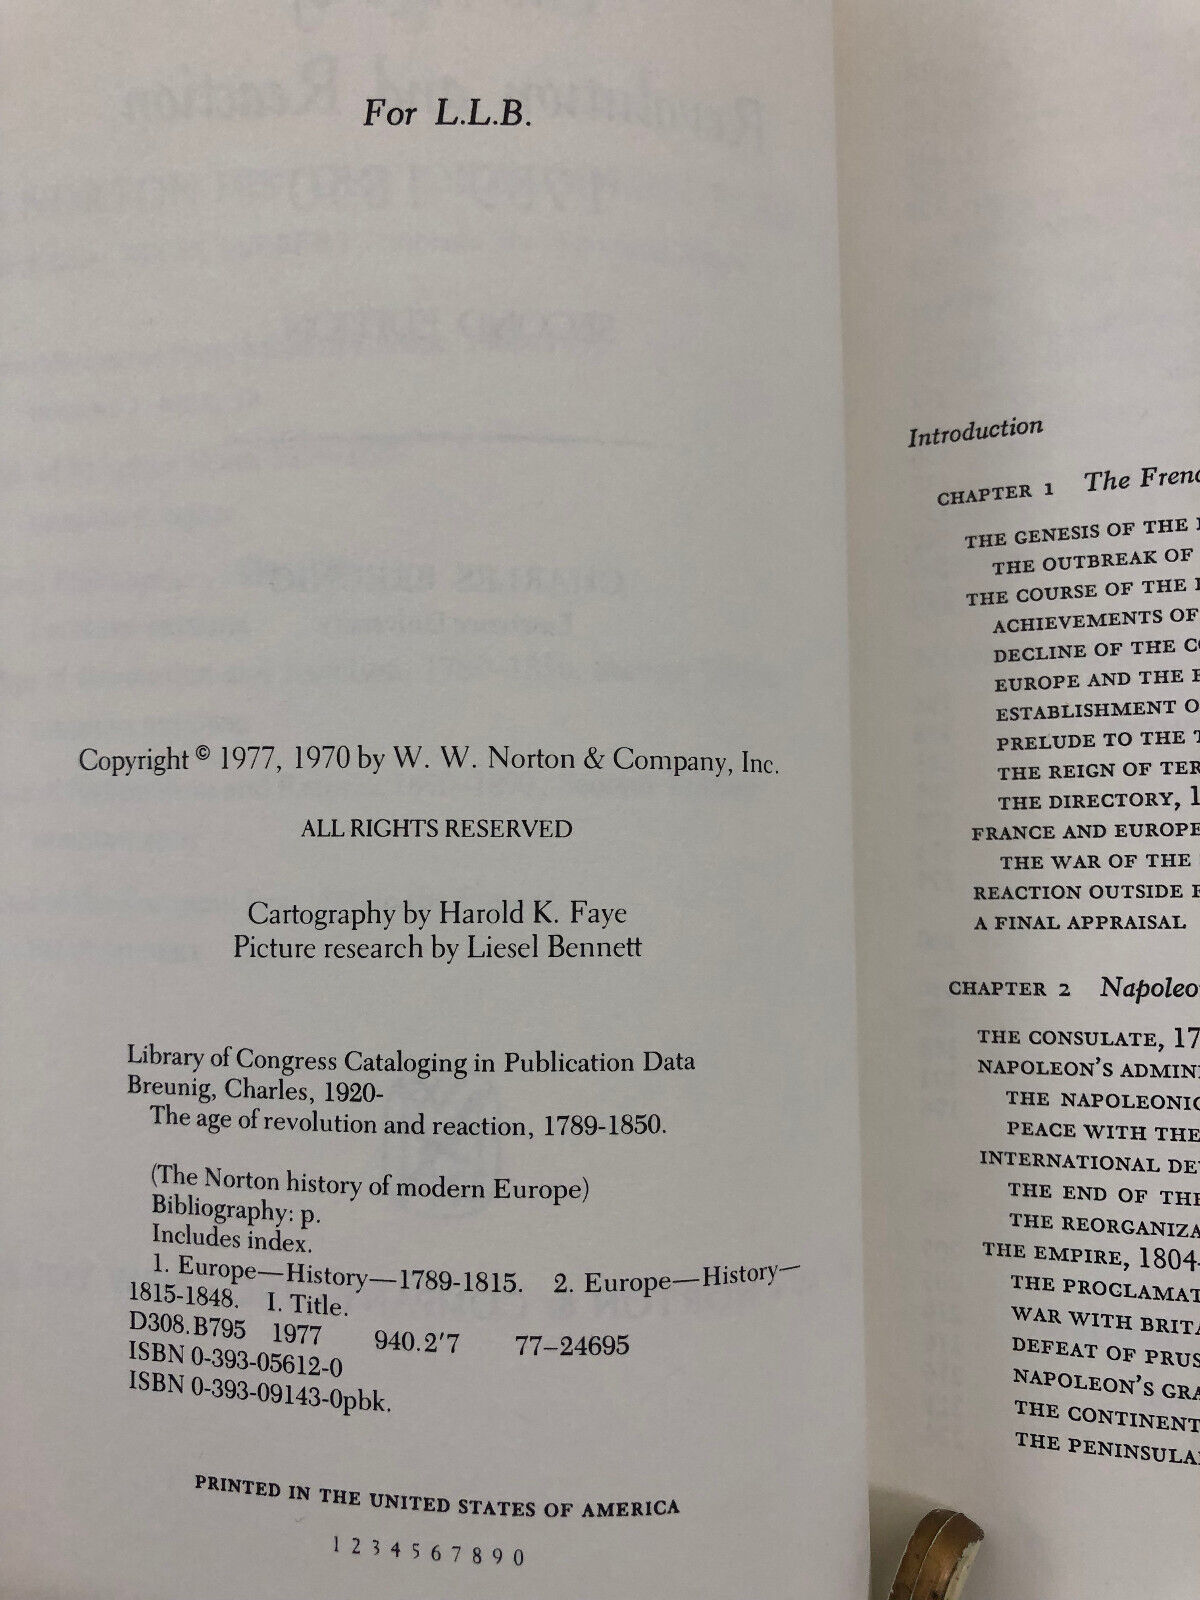 For L.L.B.
Copyright © 1977, 1970 by W. W. Norton & Company, Inc.
ALL RIGHTS RESERVED
Cartography by Harold K. Faye
Picture research by Liesel Bennett
Library of Congress Cataloging in Publication Data
Breunig, Charles, 1920-
The age of revolution and reaction, 1789-1850.
(The Norton history of modern Europe)
Bibliography: p.
Includes index.
1. Europe—History—1789-1815. 2. Europe—History—
1815-1848. I. Title.
D308.B795 1977 940.2'7 77-24695
ISBN 0-393-05612-0
ISBN 0-393-09143-0pbk.
PRINTED IN THE UNITED STATES OF AMERICA
1 2 3 4 5 6 7 8 9 0
Introduction
CHAPTER 1 The
THE GENESIS OF THE
THE OUTBREAK OF
THE COURSE OF THE
ACHIEVEMENTS OF
DECLINE OF THE
EUROPE AND THE
ESTABLISHMENT
PRELUDE TO THE
THE REIGN OF
THE DIRECTORY,
FRANCE AND EUROPE
THE WAR OF THE
REACTION OUTSIDE
A FINAL APPRAISAL
CHAPTER 2
THE CONSULATE,
NAPOLEON'S
THE
PEACE WITH THE
INTERNATIONAL
THE END OF THE
THE
THE EMPIRE, 1804-
THE
WAR WITH
DEFEAT OF
NAPOLEON'S
THE
THE